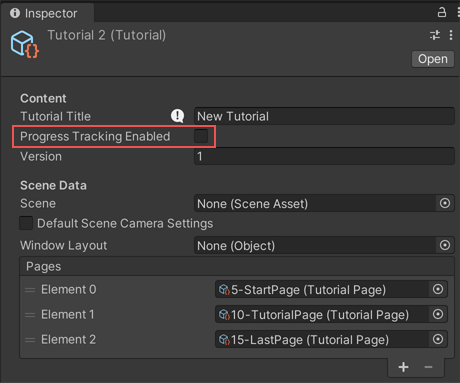 Inspector
Tutorial 2 (Tutorial)
Open
Content
Tutorial Title New Tutorial
Progress Tracking Enabled
Version 1
Scene Data
Scene None (Scene Asset)
Default Scene Camera Settings
Window Layout None (Object)
Pages
Element 0 5-StartPage (Tutorial Page)
Element 1 10-TutorialPage (Tutorial Page)
Element 2 15-LastPage (Tutorial Page)